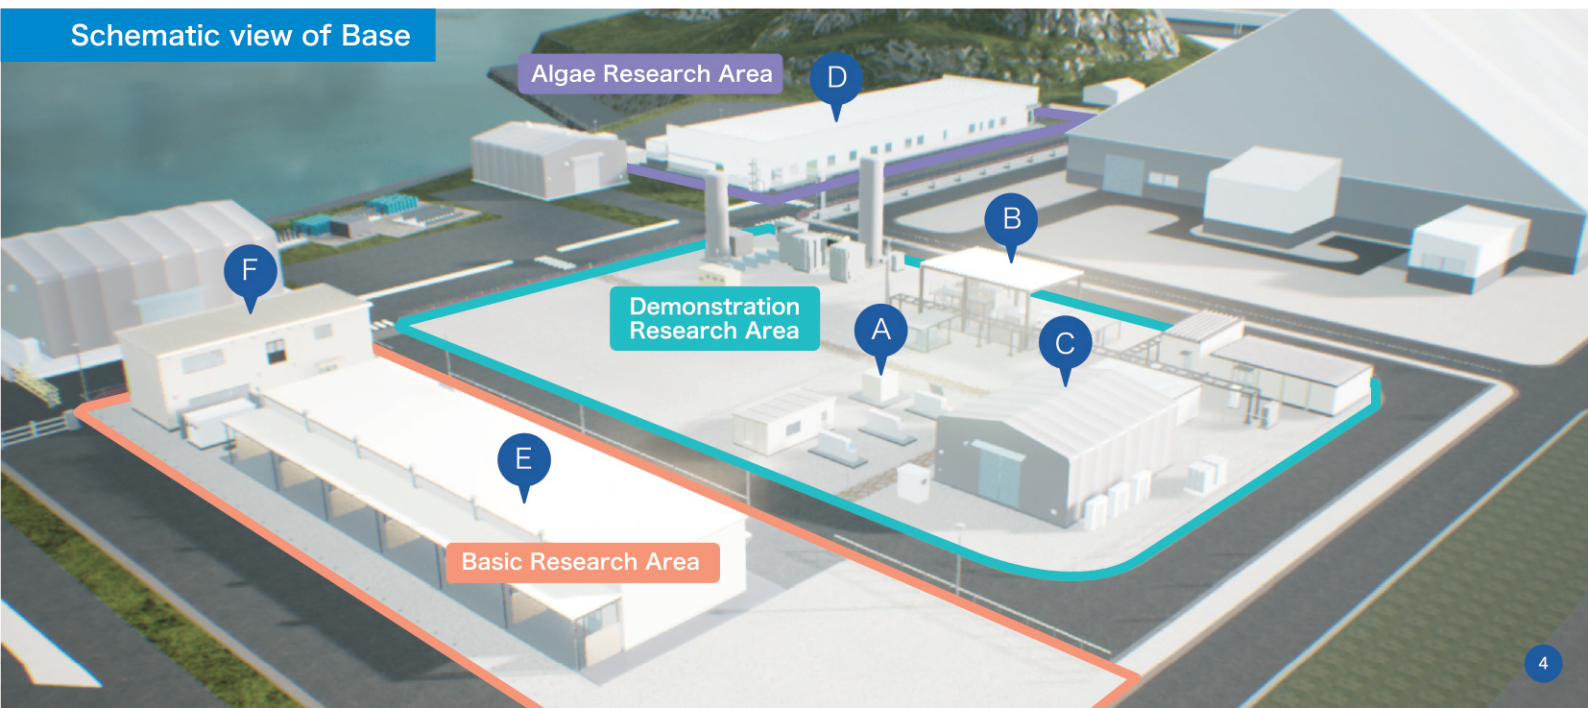 Schematic view of Base
Algae Research Area
D
B
F
Demonstration
Research Area
A
C
E
Basic Research Area
4